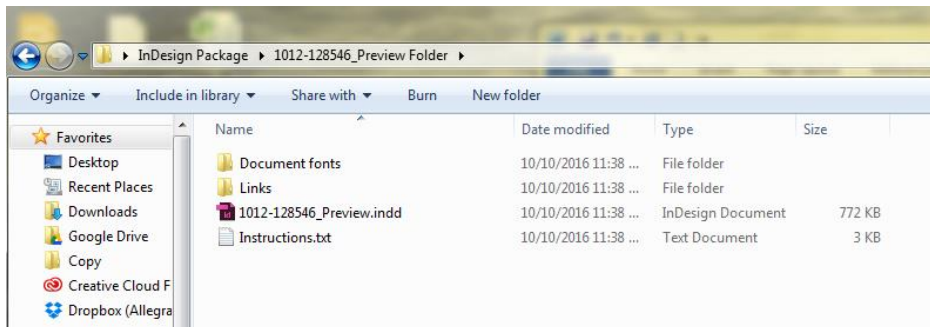 InDesign Package 1012-128546_Preview Folder
Organize Include in library Share with Burn New folder
Favorites
Desktop
Recent Places
Downloads
Google Drive
Copy
Creative Cloud F
Dropbox (Allegra
Name Date modified Type Size
Document fonts 10/10/2016 11:38 ... File folder
Links 10/10/2016 11:38 ... File folder
1012-128546_Preview.indd 10/10/2016 11:38 ... InDesign Document 772 KB
Instructions.txt 10/10/2016 11:38 ... Text Document 3 KB